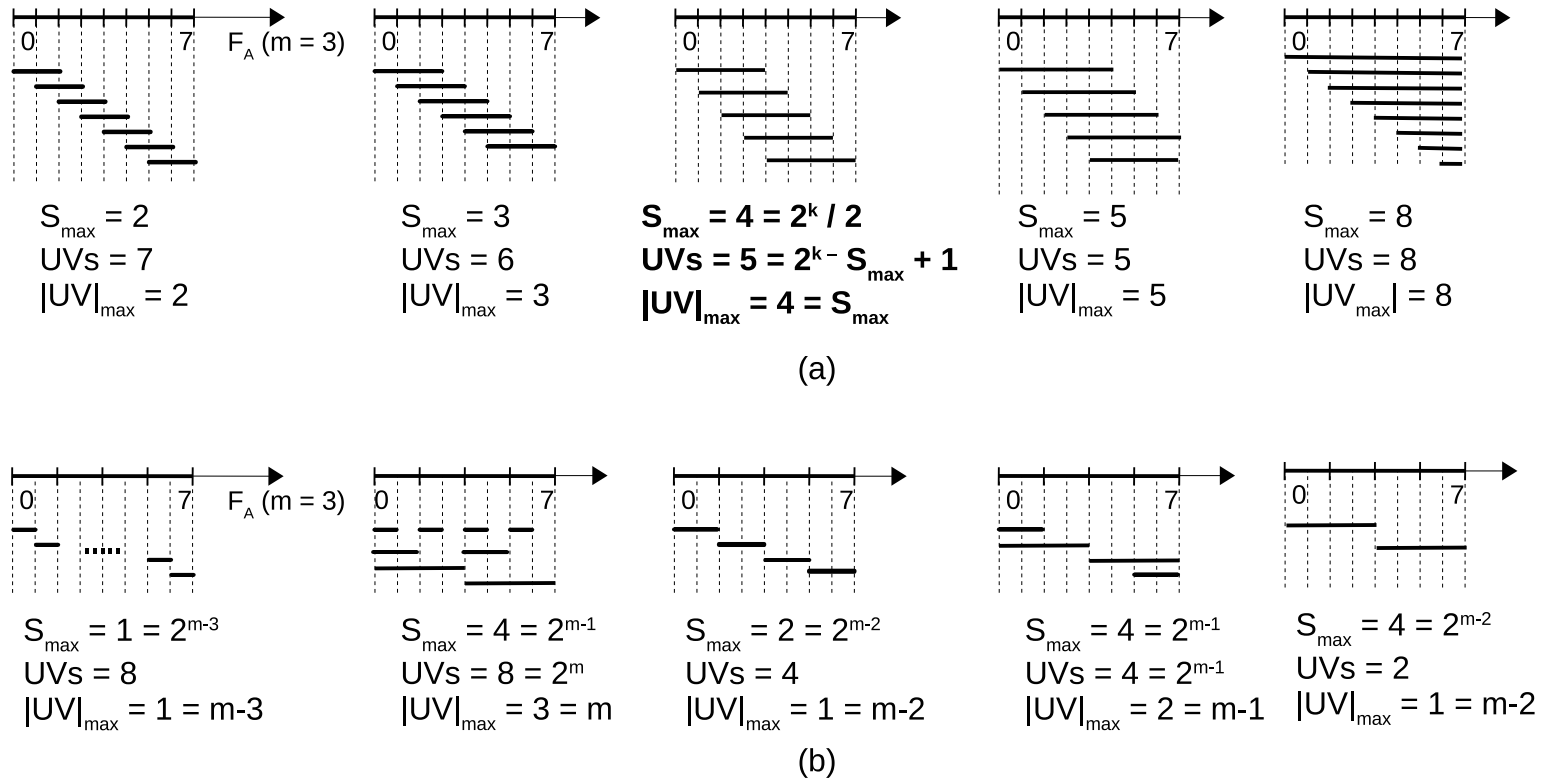 0 7 F_A (m = 3)
0 7
0 7
0 7
0 7
S_max = 2
UVs = 7
|UV|_max = 2
S_max = 3
UVs = 6
|UV|_max = 3
S_max = 4 = 2^k / 2
UVs = 5 = 2^k – S_max + 1
|UV|_max = 4 = S_max
S_max = 5
UVs = 5
|UV|_max = 5
S_max = 8
UVs = 8
|UV_max| = 8
(a)
0 7 F_A (m = 3)
0 7
0 7
0 7
0 7
S_max = 1 = 2^m-3
UVs = 8
|UV|_max = 1 = m-3
S_max = 4 = 2^m-1
UVs = 8 = 2^m
|UV|_max = 3 = m
S_max = 2 = 2^m-2
UVs = 4
|UV|_max = 1 = m-2
S_max = 4 = 2^m-1
UVs = 4 = 2^m-1
|UV|_max = 2 = m-1
S_max = 4 = 2^m-2
UVs = 2
|UV|_max = 1 = m-2
(b)